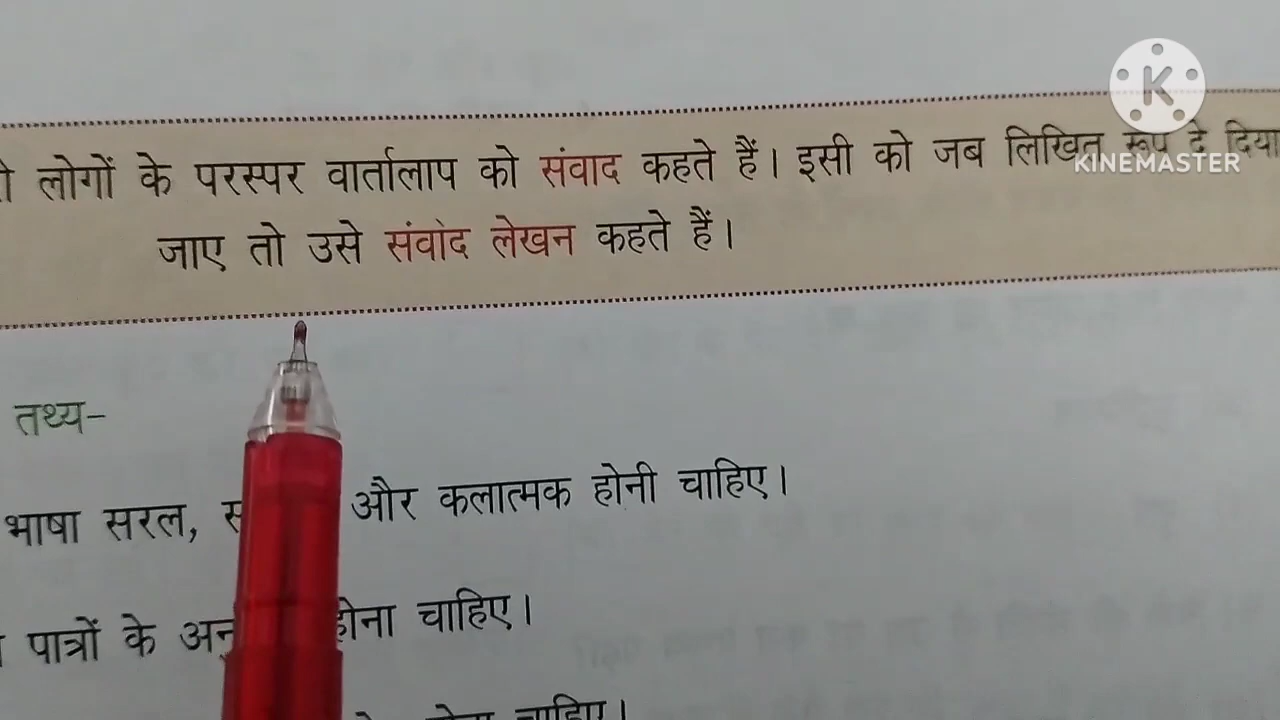 लोगों के परस्पर वार्तालाप को संवाद कहते हैं। इसी को जब लिखित रूप दे दिया
जाए तो उसे संवाद लेखन कहते हैं।
तथ्य-
भाषा सरल, और कलात्मक होनी चाहिए।
पात्रों के होना चाहिए।
चाहिए।
K
KINEMASTER